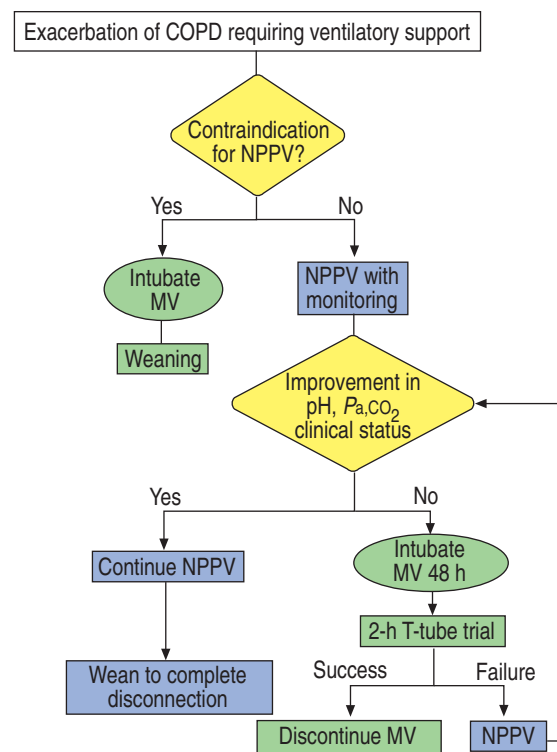 Exacerbation of COPD requiring ventilatory support
Contraindication
for NPPV?
Yes
No
Intubate
MV
NPPV with
monitoring
Weaning
Improvement in
pH, Pa,CO2
clinical status
Yes
No
Continue NPPV
Intubate
MV 48 h
2-h T-tube trial
Wean to complete
disconnection
Success
Failure
Discontinue MV
NPPV